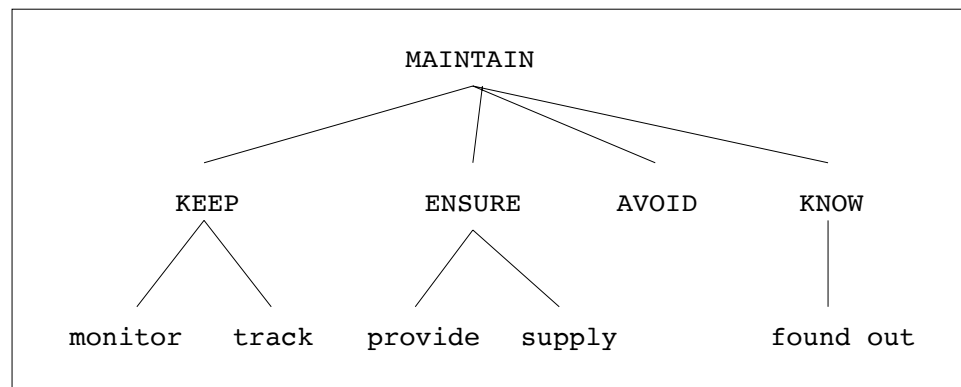 MAINTAIN
KEEP ENSURE AVOID KNOW
monitor track provide supply found out